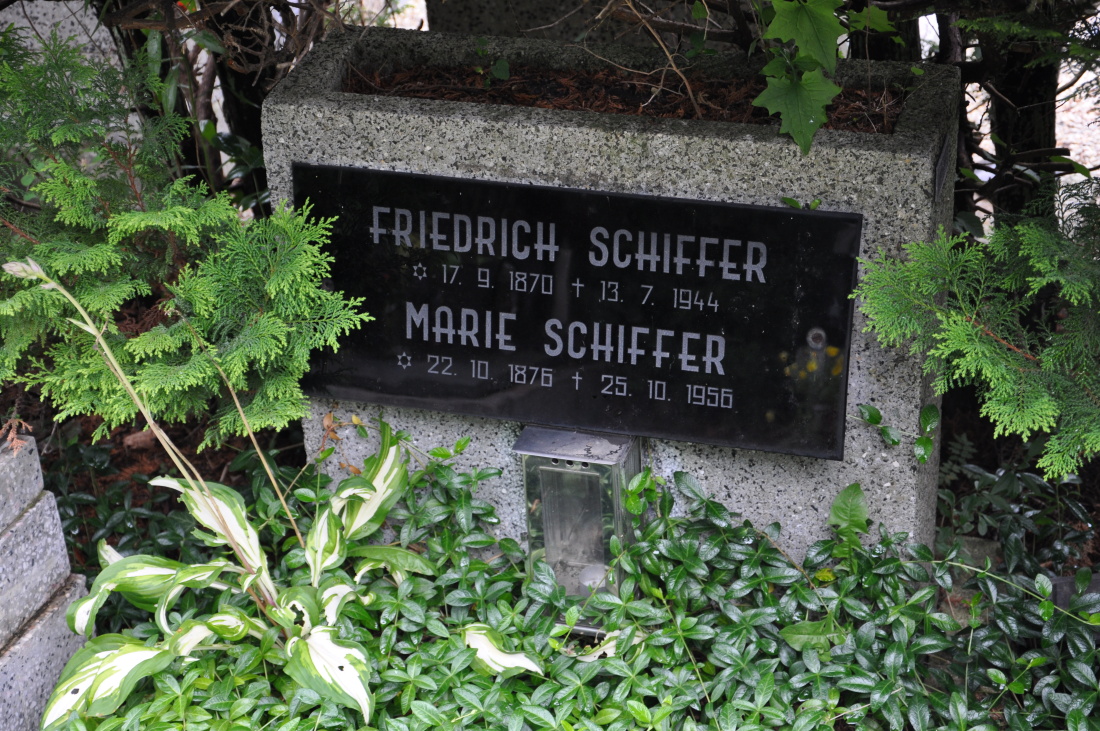 FRIEDRICH SCHIFFER
✡ 17. 9. 1870 † 13. 7. 1944
MARIE SCHIFFER
✡ 22. 10. 1876 † 25. 10. 1956